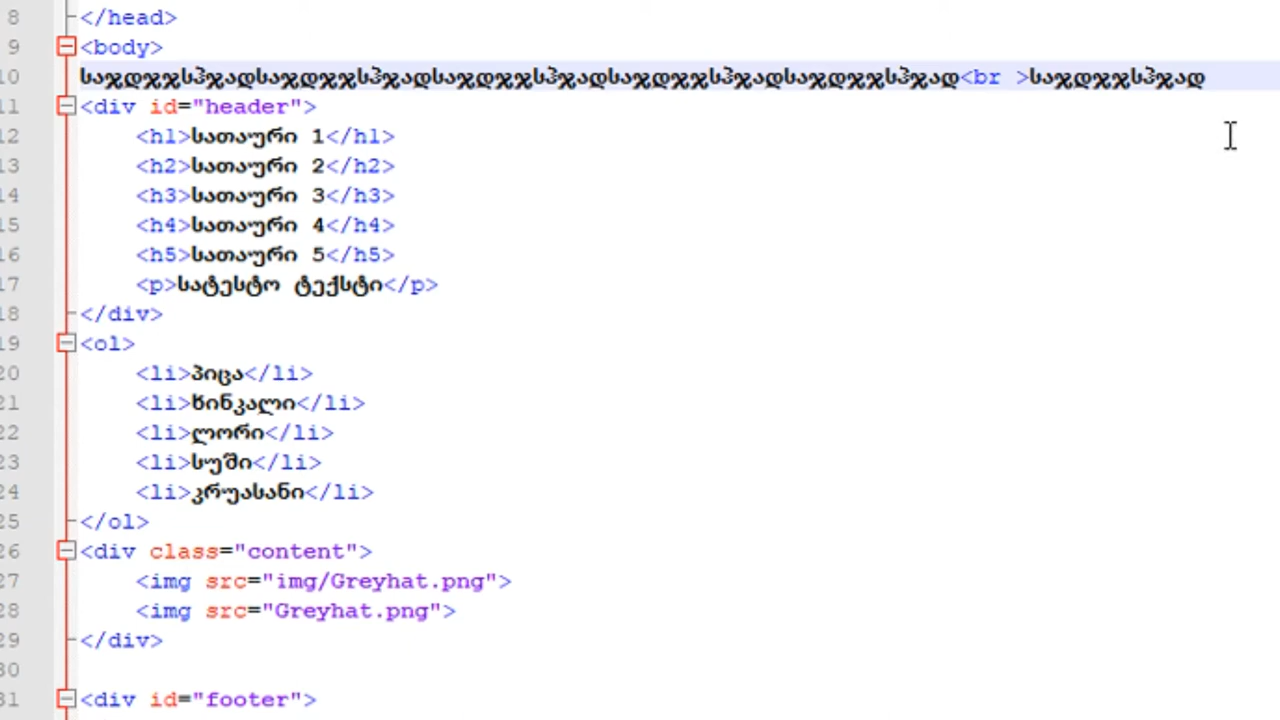 8 </head>
9 <body>
10 საჯდჯჯსჰჯადსაჯდჯჯსჰჯადსაჯდჯჯსჰჯადსაჯდჯჯსჰჯადსაჯდჯჯსჰჯად<br >საჯდჯჯსჰჯად
11 <div id="header">
12 <h1>სათაური 1</h1>
13 <h2>სათაური 2</h2>
14 <h3>სათაური 3</h3>
15 <h4>სათაური 4</h4>
16 <h5>სათაური 5</h5>
17 <p>სატესტო ტექსტი</p>
18 </div>
19 <ol>
20 <li>პიცა</li>
21 <li>ხინკალი</li>
22 <li>ლორი</li>
23 <li>სუში</li>
24 <li>კრუასანი</li>
25 </ol>
26 <div class="content">
27 <img src="img/Greyhat.png">
28 <img src="Greyhat.png">
29 </div>
30
31 <div id="footer">